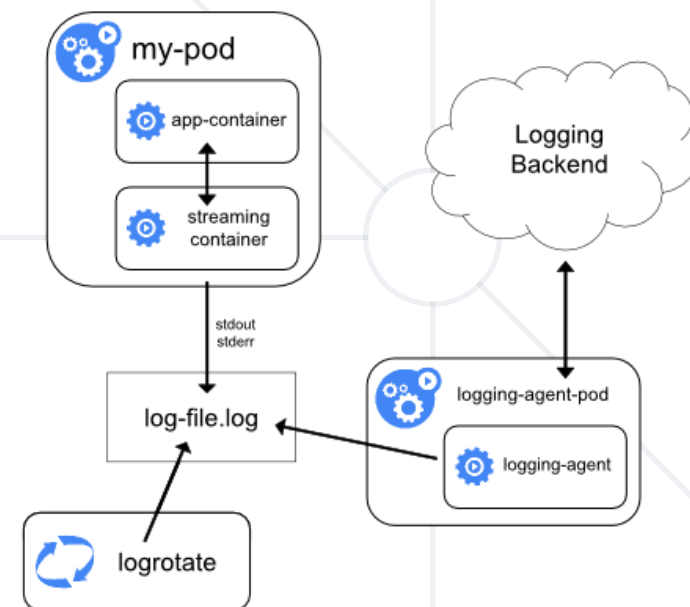 my-pod
app-container
streaming
container
Logging
Backend
stdout
stderr
log-file.log
logging-agent-pod
logging-agent
logrotate